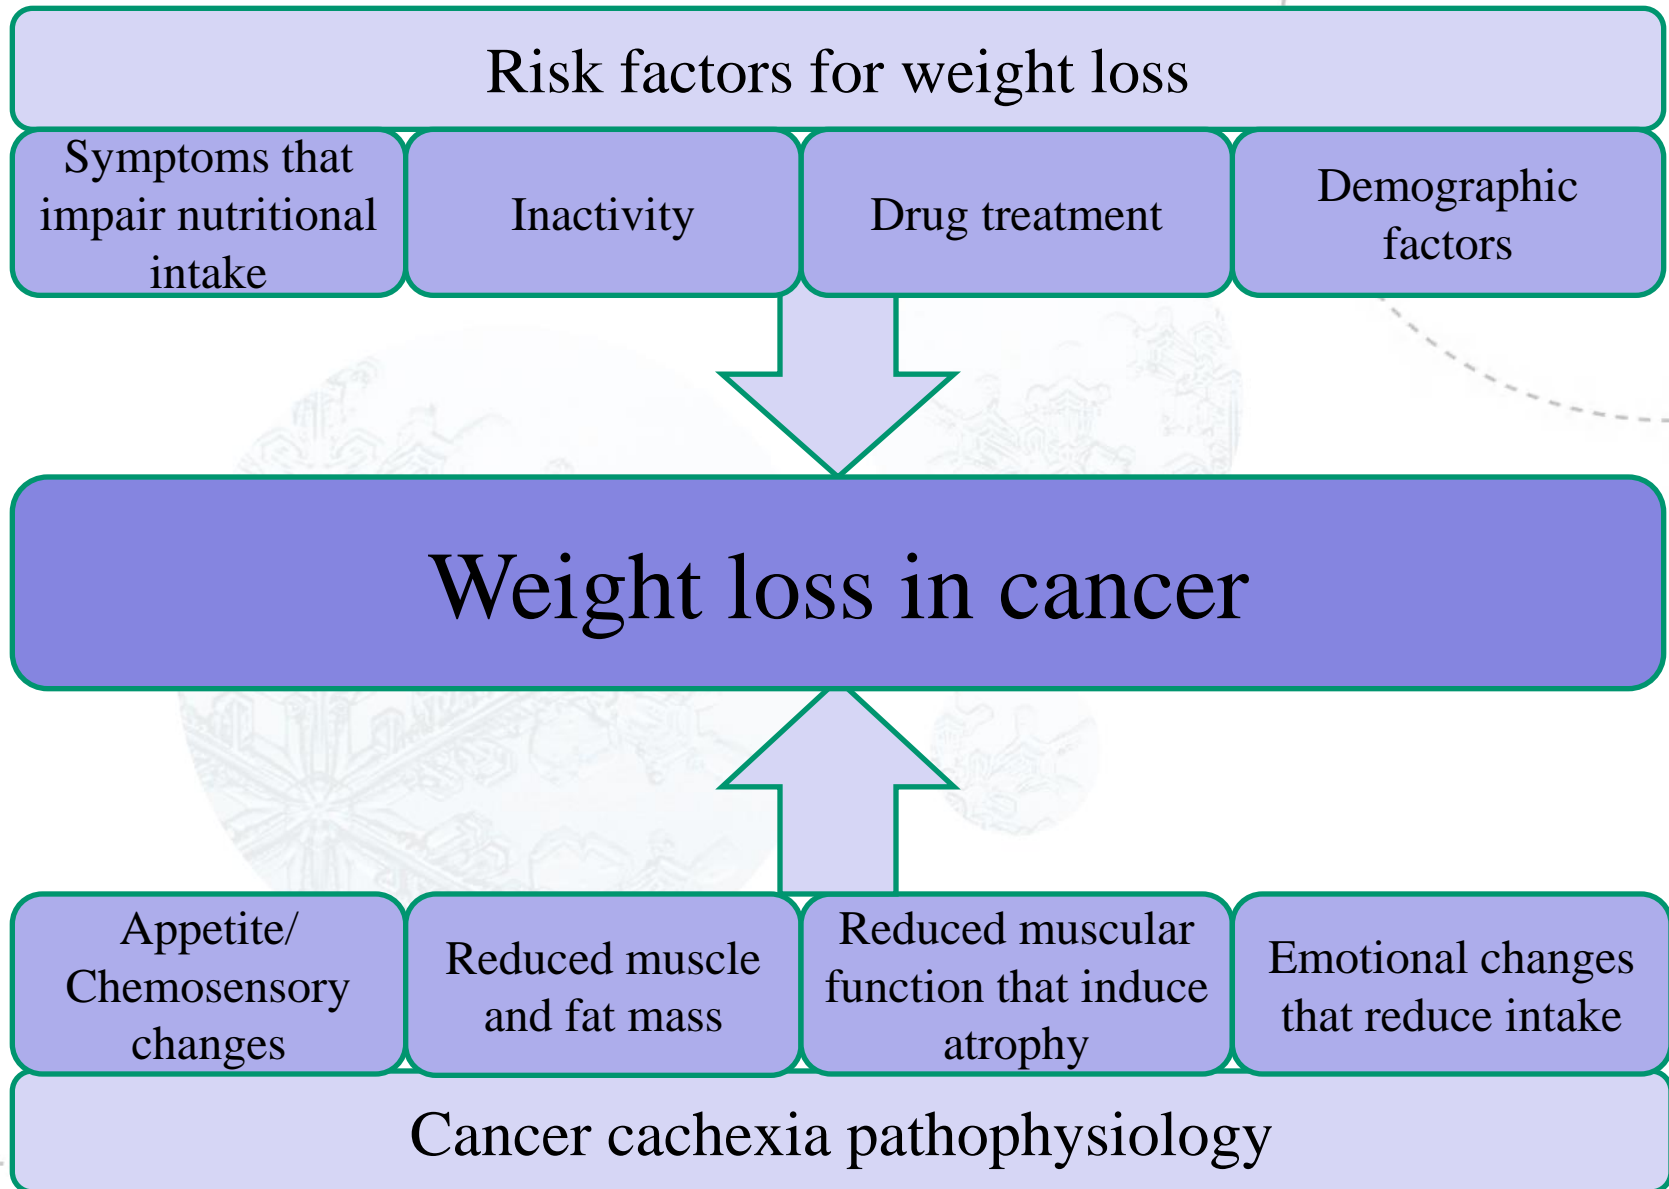 Risk factors for weight loss
Symptoms that
impair nutritional
intake
Inactivity
Drug treatment
Demographic
factors
Weight loss in cancer
Appetite/
Chemosensory
changes
Reduced muscle
and fat mass
Reduced muscular
function that induce
atrophy
Emotional changes
that reduce intake
Cancer cachexia pathophysiology